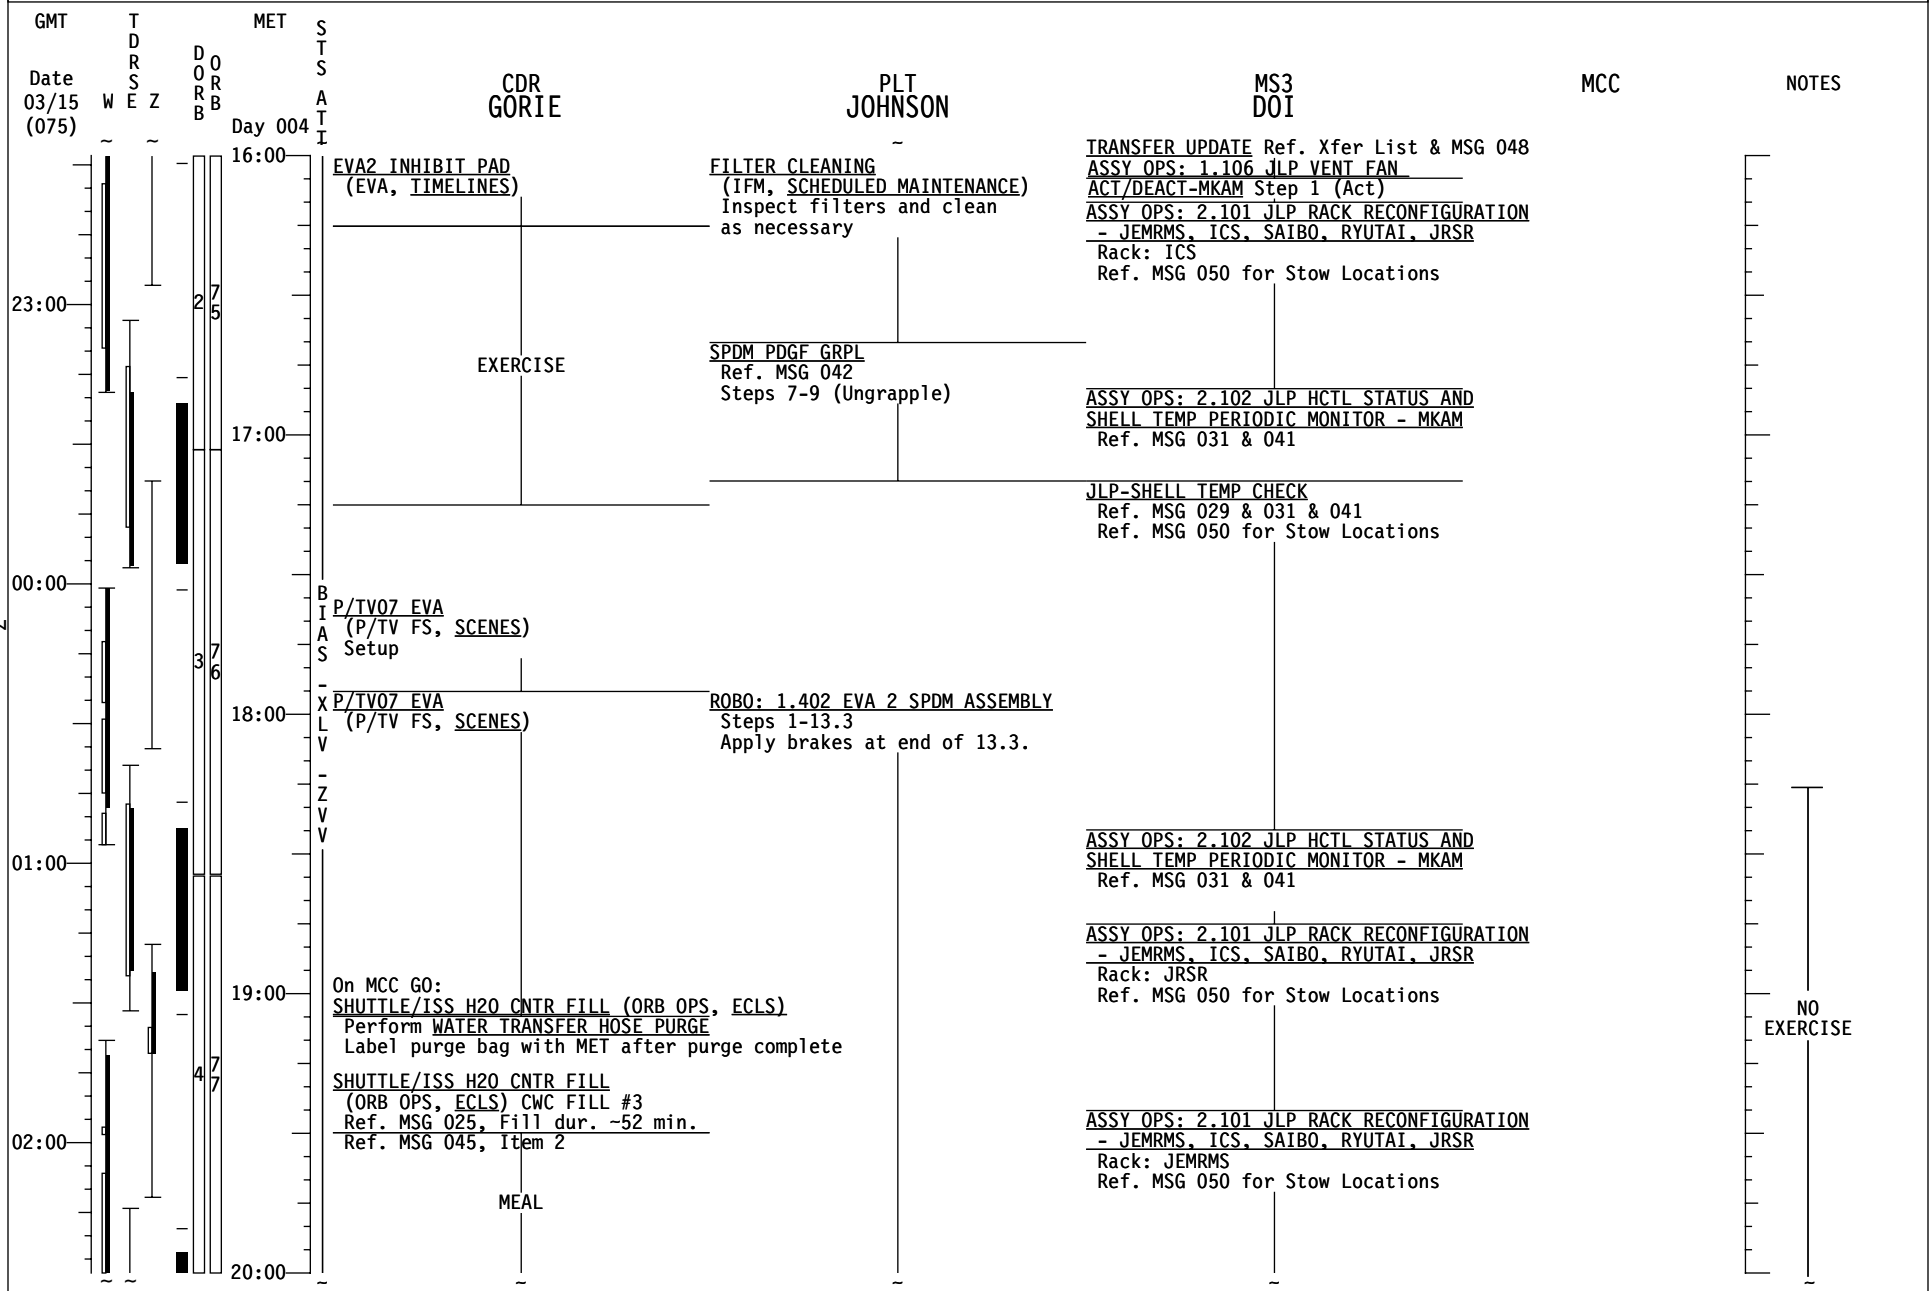 GMT
TDRS
MET
STS ATT
DORB
ORB
Date
03/15
(075)
W E Z
Day 004
CDR
GORIE
PLT
JOHNSON
MS3
DOI
MCC
NOTES
16:00
17:00
18:00
19:00
20:00
23:00
00:00
01:00
02:00
2
75
3
76
4
77
BIAS -XLV -ZVV
EVA2 INHIBIT PAD
(EVA, TIMELINES)
EXERCISE
P/TV07 EVA
(P/TV FS, SCENES)
Setup
P/TV07 EVA
(P/TV FS, SCENES)
On MCC GO:
SHUTTLE/ISS H2O CNTR FILL (ORB OPS, ECLS)
Perform WATER TRANSFER HOSE PURGE
Label purge bag with MET after purge complete
SHUTTLE/ISS H2O CNTR FILL
(ORB OPS, ECLS) CWC FILL #3
Ref. MSG 025, Fill dur. ~52 min.
Ref. MSG 045, Item 2
MEAL
FILTER CLEANING
(IFM, SCHEDULED MAINTENANCE)
Inspect filters and clean
as necessary
SPDM PDGF GRPL
Ref. MSG 042
Steps 7-9 (Ungrapple)
ROBO: 1.402 EVA 2 SPDM ASSEMBLY
Steps 1-13.3
Apply brakes at end of 13.3.
TRANSFER UPDATE Ref. Xfer List & MSG 048
ASSY OPS: 1.106 JLP VENT FAN
ACT/DEACT-MKAM Step 1 (Act)
ASSY OPS: 2.101 JLP RACK RECONFIGURATION
- JEMRMS, ICS, SAIBO, RYUTAI, JRSR
Rack: ICS
Ref. MSG 050 for Stow Locations
ASSY OPS: 2.102 JLP HCTL STATUS AND
SHELL TEMP PERIODIC MONITOR - MKAM
Ref. MSG 031 & 041
JLP-SHELL TEMP CHECK
Ref. MSG 029 & 031 & 041
Ref. MSG 050 for Stow Locations
ASSY OPS: 2.102 JLP HCTL STATUS AND
SHELL TEMP PERIODIC MONITOR - MKAM
Ref. MSG 031 & 041
ASSY OPS: 2.101 JLP RACK RECONFIGURATION
- JEMRMS, ICS, SAIBO, RYUTAI, JRSR
Rack: JRSR
Ref. MSG 050 for Stow Locations
ASSY OPS: 2.101 JLP RACK RECONFIGURATION
- JEMRMS, ICS, SAIBO, RYUTAI, JRSR
Rack: JEMRMS
Ref. MSG 050 for Stow Locations
NO
EXERCISE